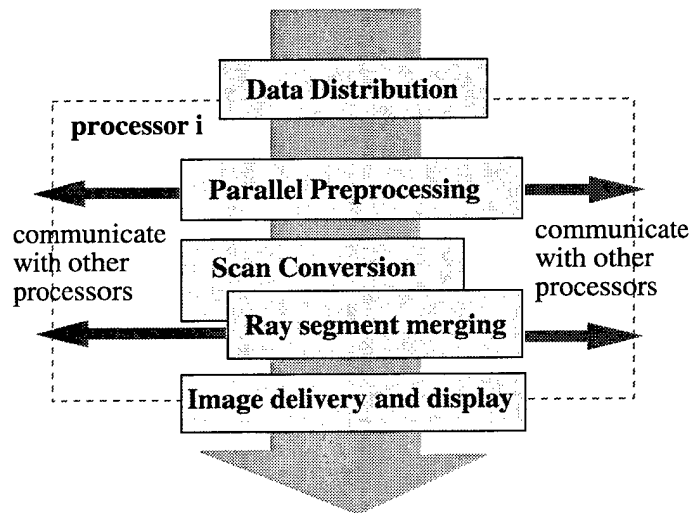 Data Distribution
processor i
Parallel Preprocessing
communicate
with other
processors
communicate
with other
processors
Scan Conversion
Ray segment merging
Image delivery and display